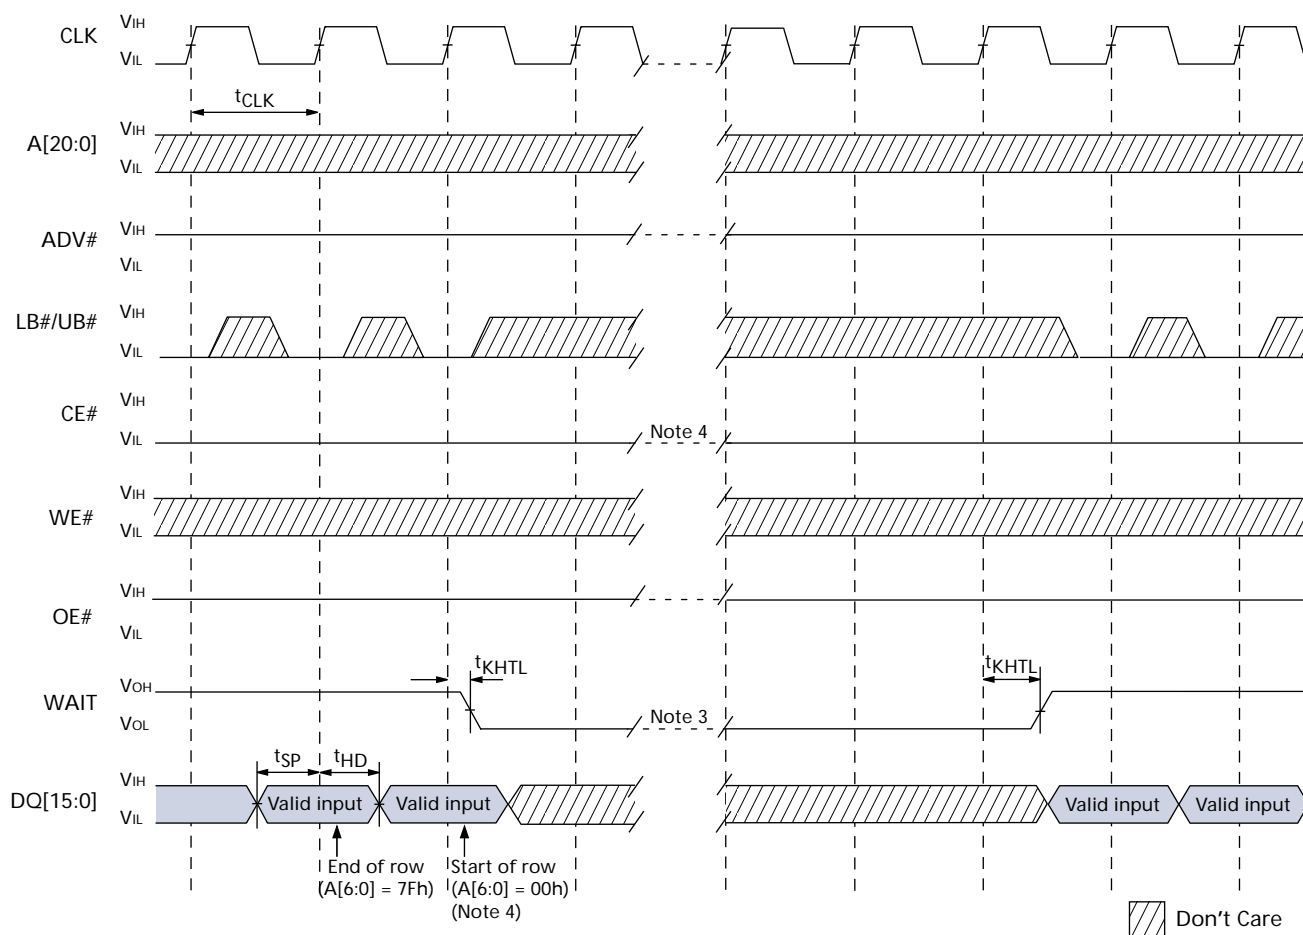 CLK
VIH
VIL
tCLK
A[20:0]
VIH
VIL
ADV#
VIH
VIL
LB#/UB#
VIH
VIL
CE#
VIH
VIL
Note 4
WE#
VIH
VIL
OE#
VIH
VIL
WAIT
VOH
VOL
tKHTL
tKHTL
Note 3
DQ[15:0]
VIH
VIL
tSP
tHD
Valid input
Valid input
Valid input
Valid input
End of row
(A[6:0] = 7Fh)
Start of row
(A[6:0] = 00h)
(Note 4)
Don't Care